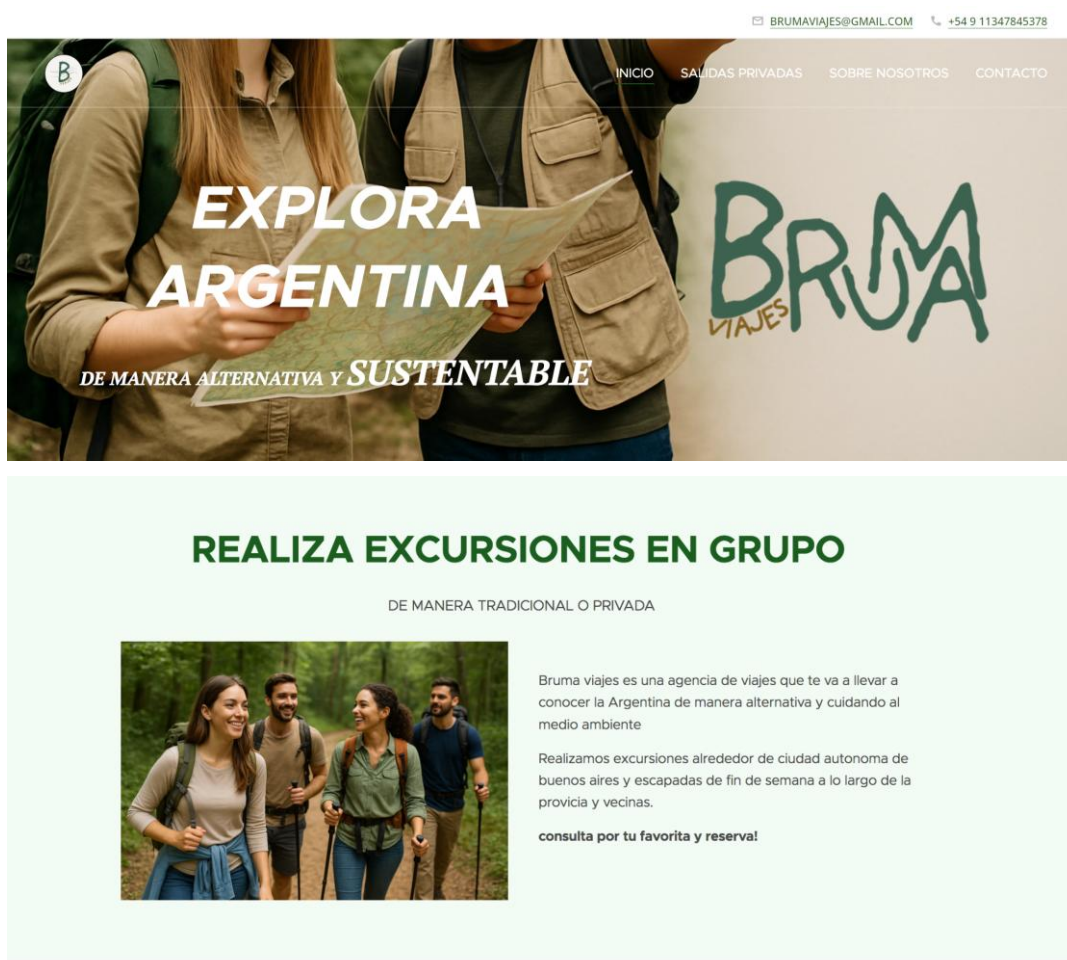 BRUMAVIAJES@GMAIL.COM +54 9 11347845378
B
INICIO SALIDAS PRIVADAS SOBRE NOSOTROS CONTACTO
EXPLORA
ARGENTINA
DE MANERA ALTERNATIVA Y SUSTENTABLE
BRUMA
VIAJES
REALIZA EXCURSIONES EN GRUPO
DE MANERA TRADICIONAL O PRIVADA
Bruma viajes es una agencia de viajes que te va a llevar a
conocer la Argentina de manera alternativa y cuidando al
medio ambiente
Realizamos excursiones alrededor de ciudad autonoma de
buenos aires y escapadas de fin de semana a lo largo de la
provicia y vecinas.
consulta por tu favorita y reserva!